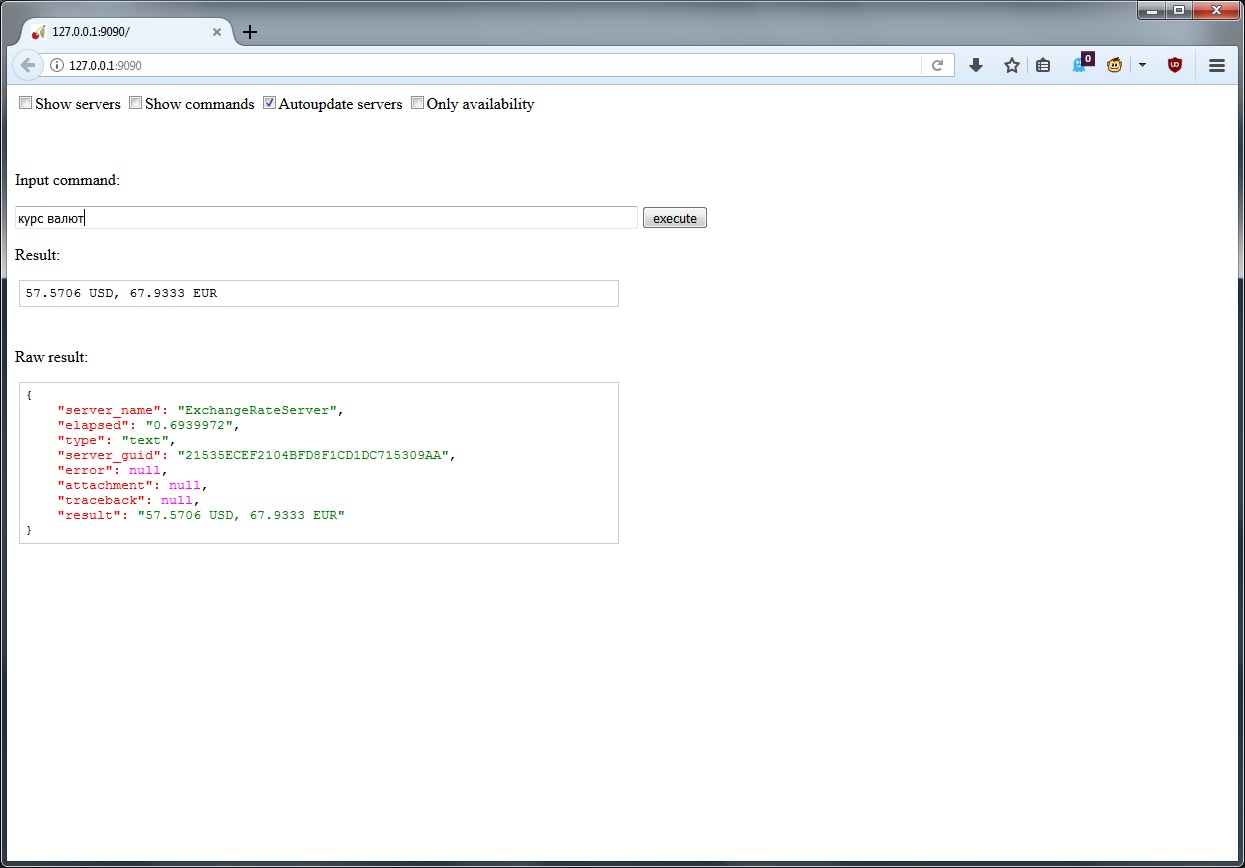 127.0.0.1:9090/
127.0.0.1:9090
0
Show servers Show commands Autoupdate servers Only availability
Input command:
курс валют execute
Result:
57.5706 USD, 67.9333 EUR
Raw result:
{
"server_name": "ExchangeRateServer",
"elapsed": "0.6939972",
"type": "text",
"server_guid": "21535ECEF2104BFD8F1CD1DC715309AA",
"error": null,
"attachment": null,
"traceback": null,
"result": "57.5706 USD, 67.9333 EUR"
}